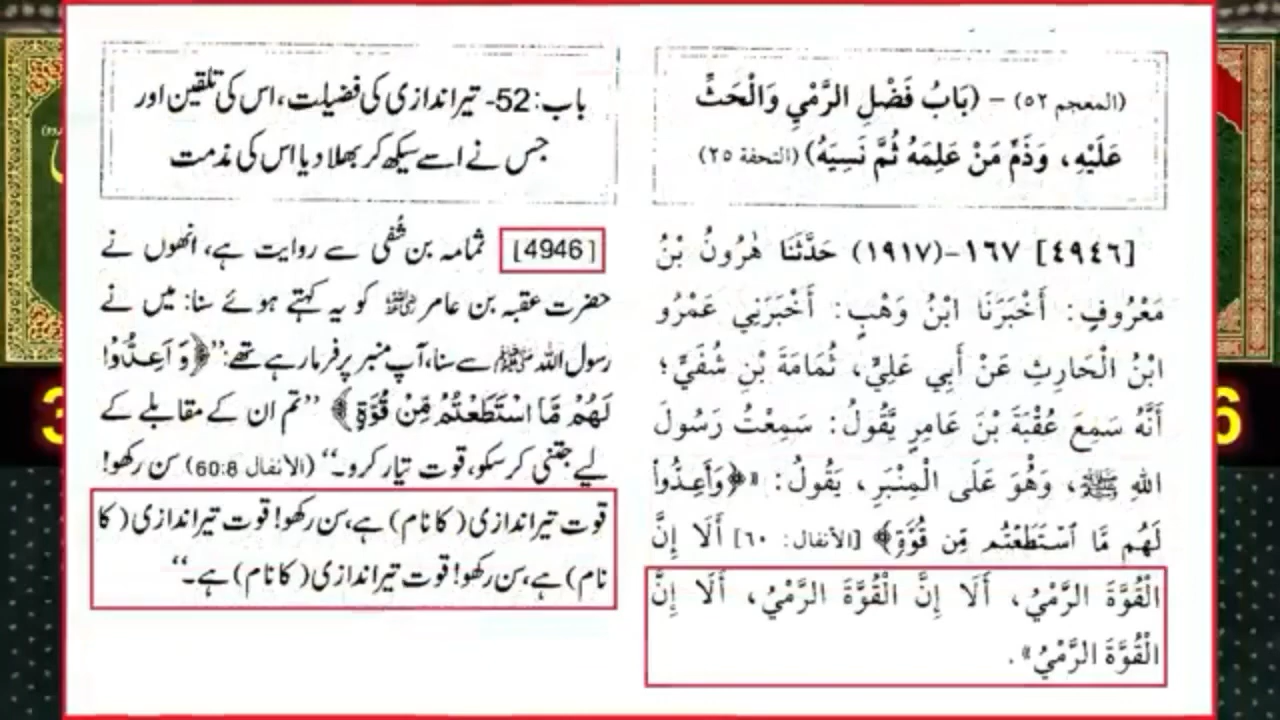 (المعجم ٥٢) - (بَابُ فَضْلِ الرَّمْيِ وَالْحَثِّ
عَلَيْهِ، وَذَمِّ مَنْ عَلِمَهُ ثُمَّ نَسِيَهُ) (التحفة ٢٥)
[٤٩٤٦] ١٦٧-(١٩١٧) حَدَّثَنَا هٰرُونُ بْنُ
مَعْرُوفٍ: أَخْبَرَنَا ابْنُ وَهْبٍ: أَخْبَرَنِي عَمْرُو
ابْنُ الْحَارِثِ عَنْ أَبِي عَلِيٍّ، ثُمَامَةَ بْنِ شُفَيٍّ؛
أَنَّهُ سَمِعَ عُقْبَةَ بْنَ عَامِرٍ يَّقُولُ: سَمِعْتُ رَسُولَ
اللهِ ﷺ، وَهُوَ عَلَى الْمِنْبَرِ، يَقُولُ: «﴿وَأَعِدُّواْ
لَهُم مَّا ٱسْتَطَعْتُم مِّن قُوَّةٍ﴾ [الأنفال: ٦٠] أَلَا إِنَّ
الْقُوَّةَ الرَّمْيُ، أَلَا إِنَّ الْقُوَّةَ الرَّمْيُ، أَلَا إِنَّ
الْقُوَّةَ الرَّمْيُ».
باب:52- تیراندازی کی فضیلت، اس کی تلقین اور
جس نے اسے سیکھ کر بھلا دیا اس کی مذمت
[4946] ثمامہ بن شُفی سے روایت ہے، انھوں نے
حضرت عقبہ بن عامر ؓ کو یہ کہتے ہوئے سنا: میں نے
رسول اللہ ﷺ سے سنا، آپ منبر پر فرما رہے تھے: ’’﴿وَ اَعِدُّوْا
لَهُمْ مَّا اسْتَطَعْتُمْ مِّنْ قُوَّةٍ﴾ ’’تم ان کے مقابلے کے
لیے جتنی کر سکو، قوت تیار کرو۔‘‘ (الانفال 60:8) سن رکھو!
قوت تیراندازی (کا نام) ہے، سن رکھو! قوت تیراندازی (کا
نام) ہے، سن رکھو! قوت تیراندازی (کا نام) ہے۔‘‘
3
6